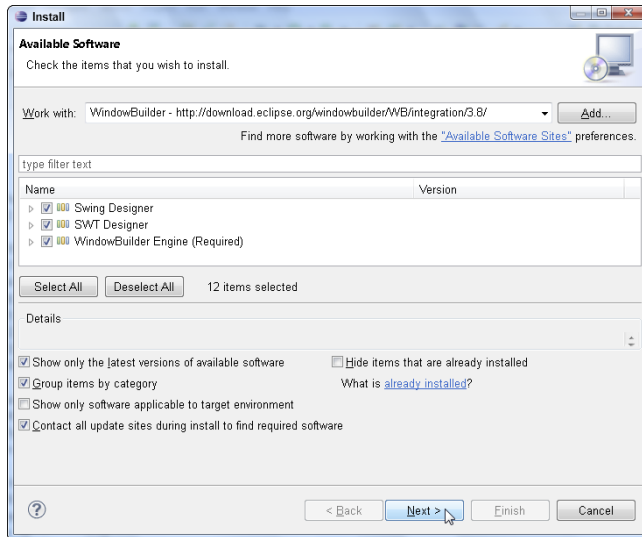 Install
Available Software
Check the items that you wish to install.
Work with: WindowBuilder - http://download.eclipse.org/windowbuilder/WB/integration/3.8/ Add...
Find more software by working with the "Available Software Sites" preferences.
type filter text
Name Version
Swing Designer
SWT Designer
WindowBuilder Engine (Required)
Select All Deselect All 12 items selected
Details
Show only the latest versions of available software Hide items that are already installed
Group items by category What is already installed?
Show only software applicable to target environment
Contact all update sites during install to find required software
? < Back Next > Finish Cancel